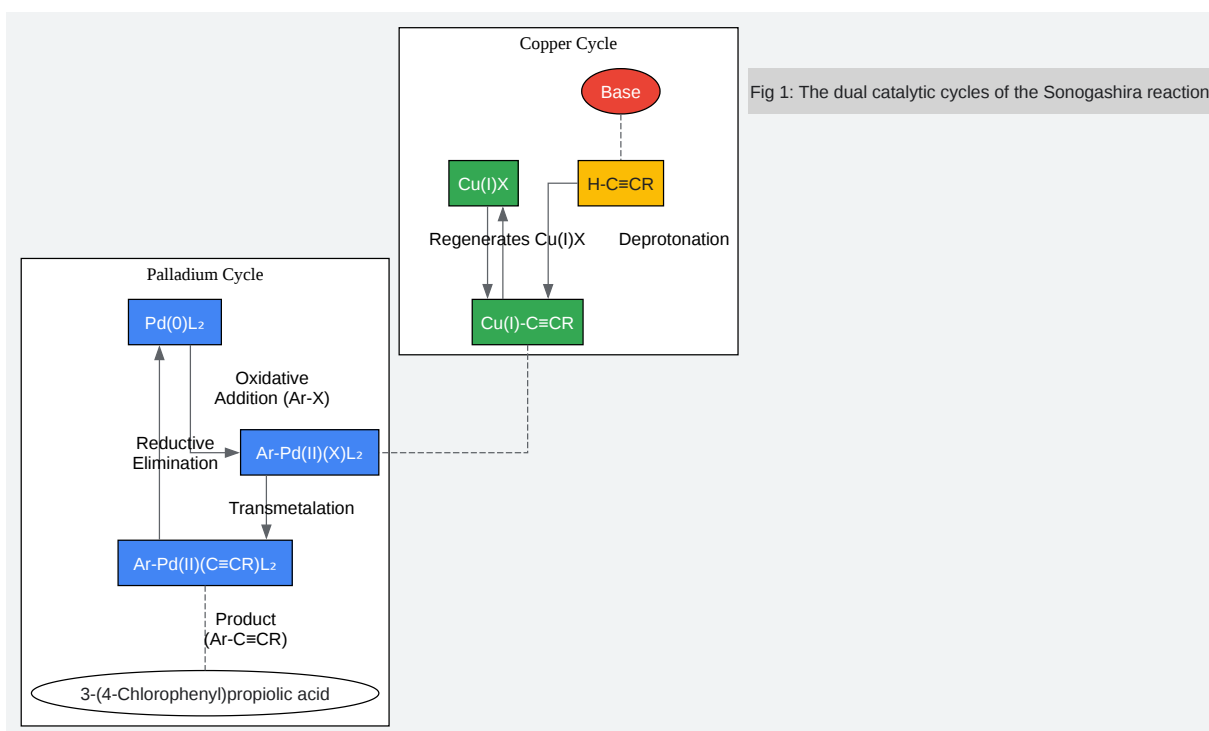 Copper Cycle
Base
Fig 1: The dual catalytic cycles of the Sonogashira reaction
Cu(I)X
H-C≡CR
Regenerates Cu(I)X
Deprotonation
Cu(I)-C≡CR
Palladium Cycle
Pd(0)L₂
Oxidative
Addition (Ar-X)
Reductive
Elimination
Ar-Pd(II)(X)L₂
Transmetalation
Ar-Pd(II)(C≡CR)L₂
Product
(Ar-C≡CR)
3-(4-Chlorophenyl)propiolic acid